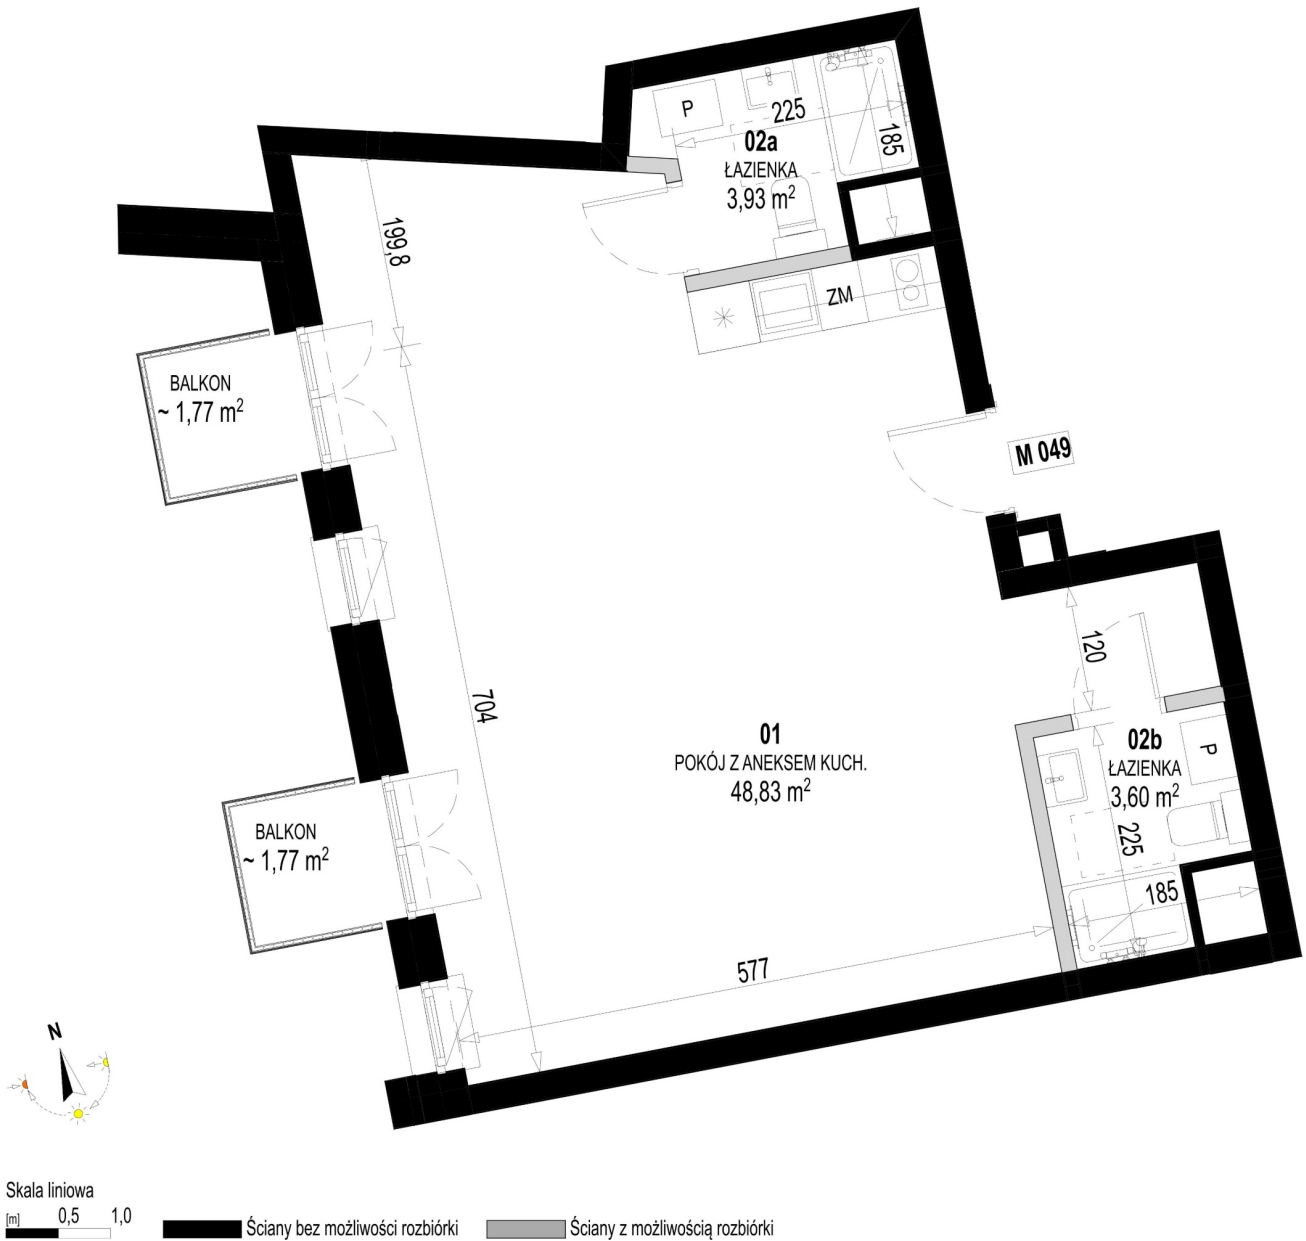 P
225
185
02a
ŁAZIENKA
3,93 m²
199,8
ZM
BALKON
~ 1,77 m²
M 049
704
120
01
POKÓJ Z ANEKSEM KUCH.
48,83 m²
02b
ŁAZIENKA
3,60 m²
P
225
185
BALKON
~ 1,77 m²
577
N
Skala liniowa
[m] 0,5 1,0
Ściany bez możliwości rozbiórki
Ściany z możliwością rozbiórki